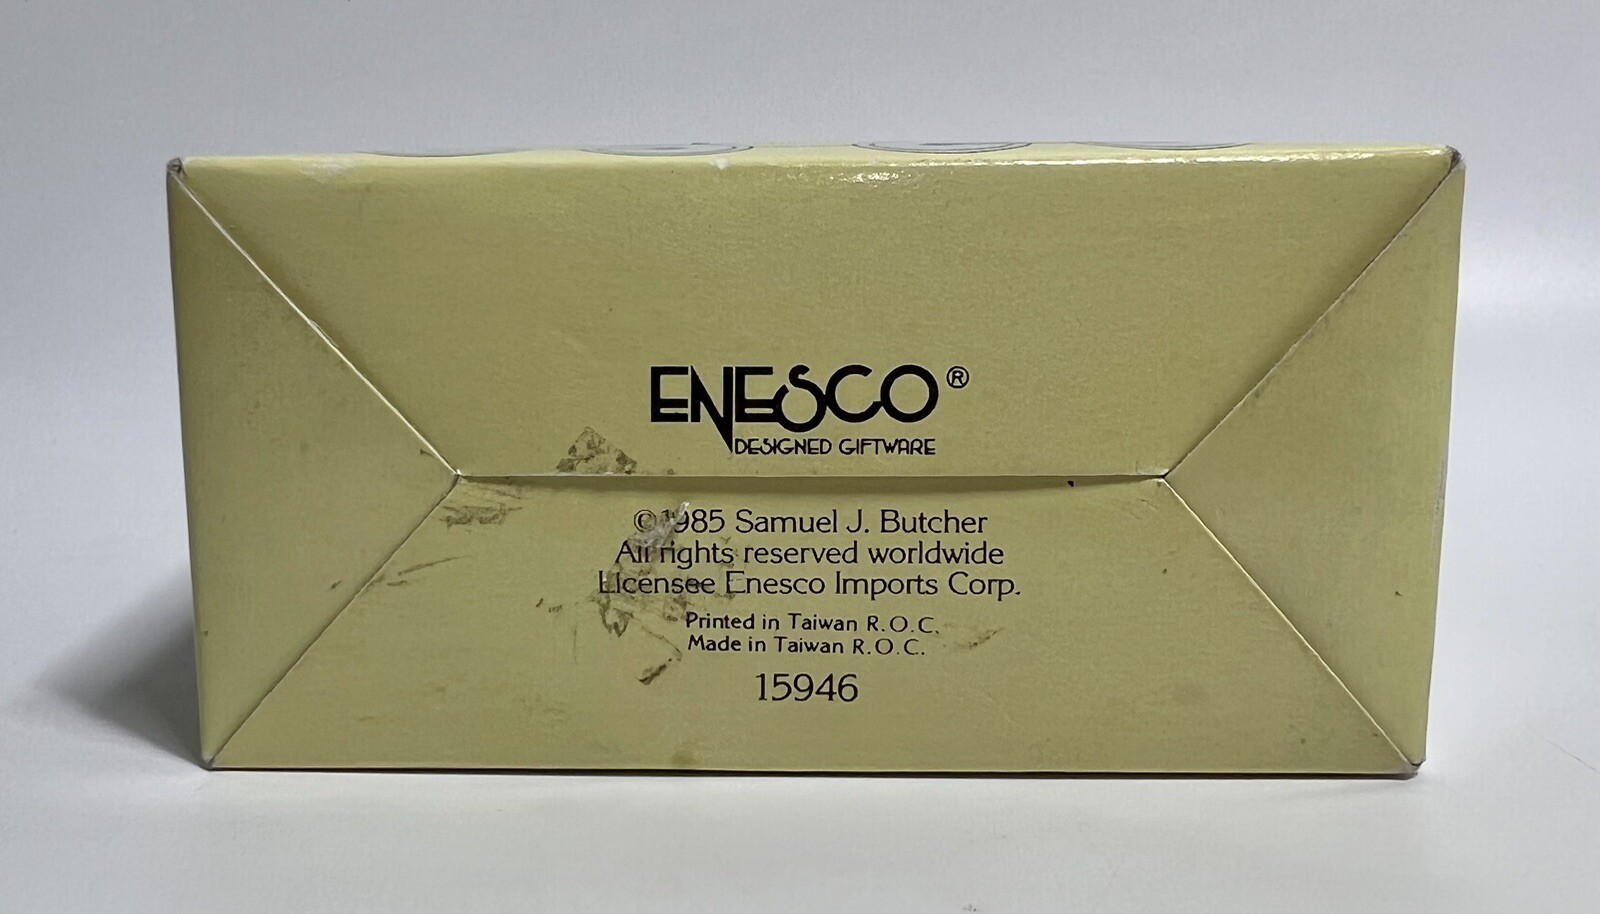 ENESCO®
DESIGNED GIFTWARE
© 1985 Samuel J. Butcher
All rights reserved worldwide
Licensee Enesco Imports Corp.
Printed in Taiwan R.O.C.
Made in Taiwan R.O.C.
15946